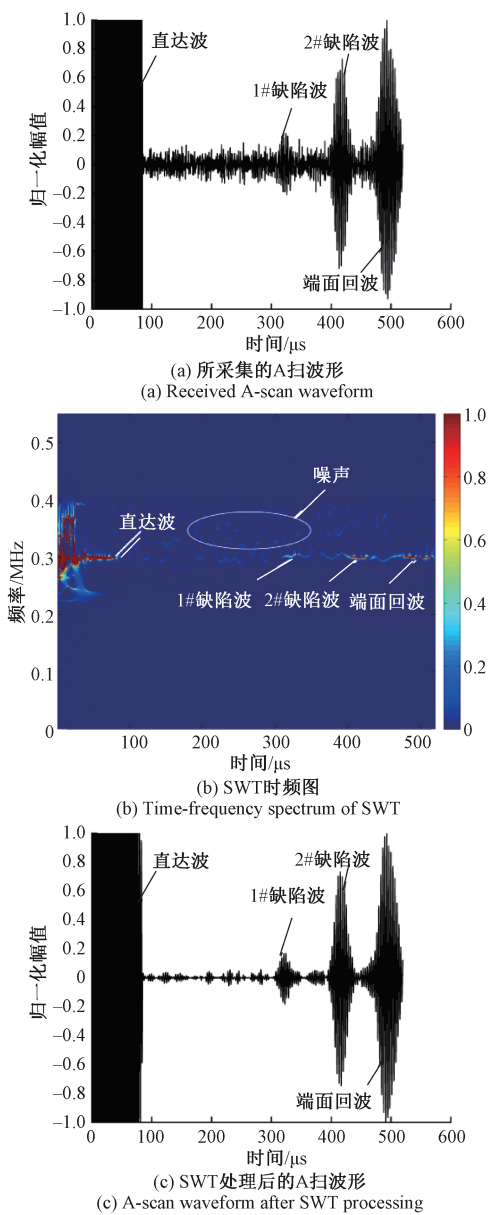 1.0
0.8
0.6
0.4
0.2
0
−0.2
−0.4
−0.6
−0.8
−1.0
归一化幅值
直达波
1#缺陷波
2#缺陷波
端面回波
0 100 200 300 400 500 600
时间/μs
(a) 所采集的A扫波形
(a) Received A-scan waveform
0.5
0.4
0.3
0.2
0.1
0
频率/MHz
噪声
直达波
1#缺陷波 2#缺陷波 端面回波
1.0
0.8
0.6
0.4
0.2
0
100 200 300 400 500
时间/μs
(b) SWT时频图
(b) Time-frequency spectrum of SWT
1.0
0.8
0.6
0.4
0.2
0
−0.2
−0.4
−0.6
−0.8
−1.0
归一化幅值
直达波
2#缺陷波
1#缺陷波
端面回波
0 100 200 300 400 500 600
时间/μs
(c) SWT处理后的A扫波形
(c) A-scan waveform after SWT processing